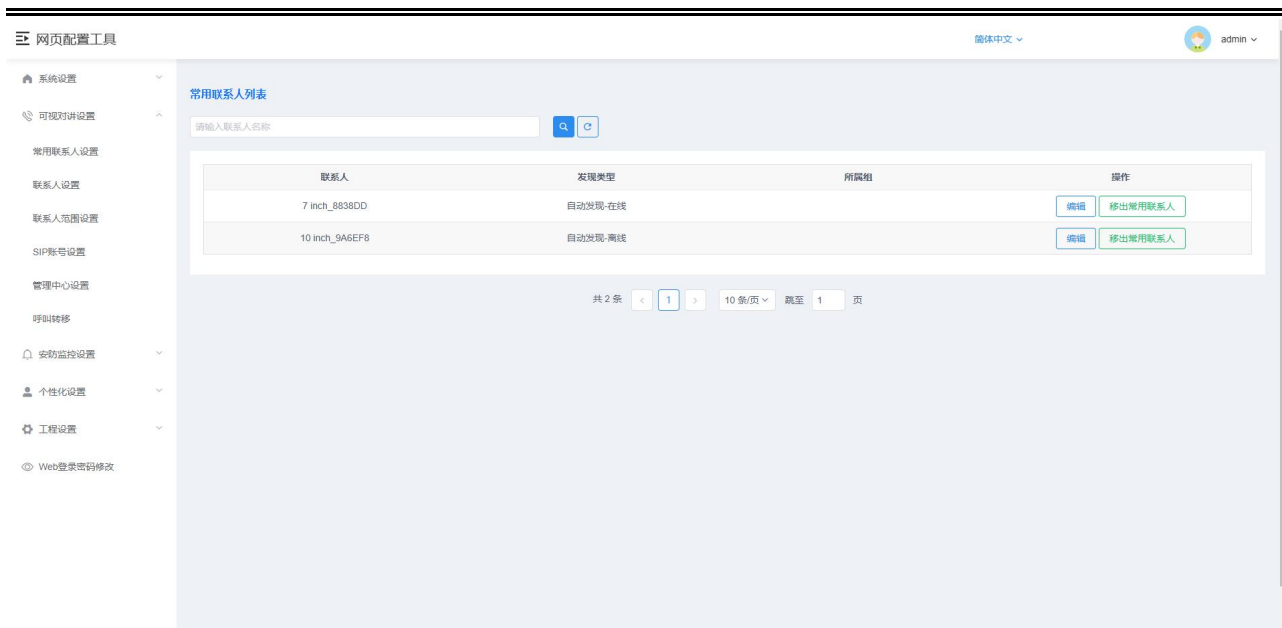 网页配置工具
简体中文
admin
系统设置
可视对讲设置
常用联系人设置
联系人设置
联系人范围设置
SIP账号设置
管理中心设置
呼叫转移
安防监控设置
个性化设置
工程设置
Web登录密码修改
常用联系人列表
请输入联系人名称
联系人 发现类型 所属组 操作
7 inch_8838DD 自动发现-在线 编辑 移出常用联系人
10 inch_9A6EF8 自动发现-离线 编辑 移出常用联系人
共 2 条 < 1 > 10 条/页 跳至 1 页